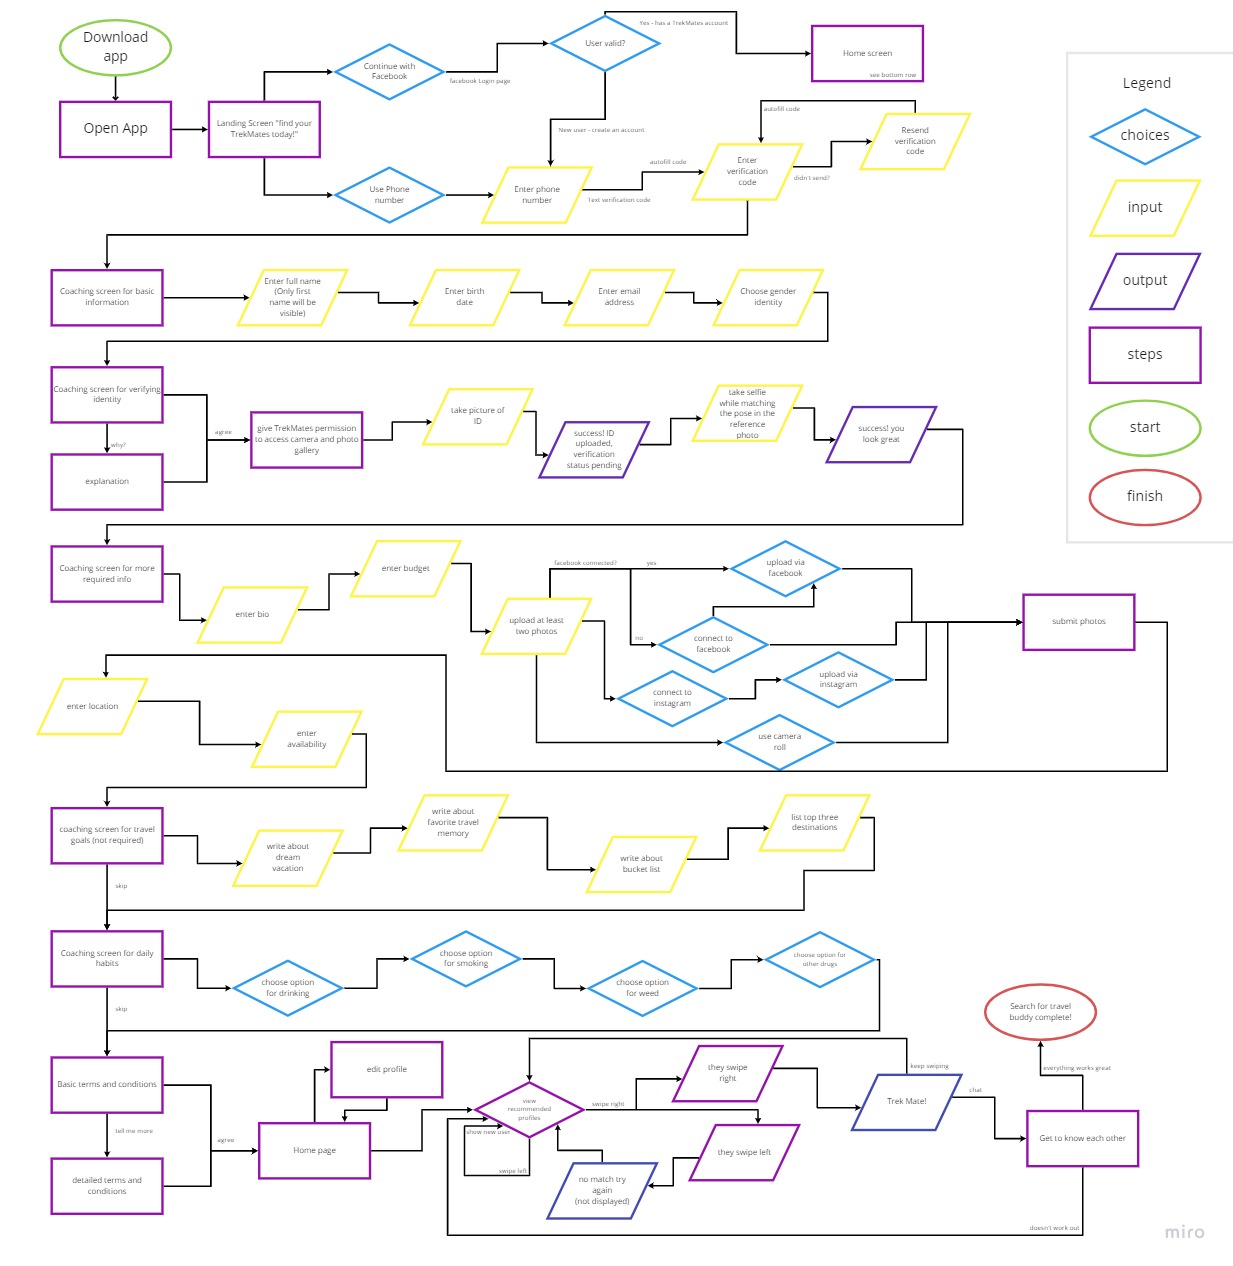 Download
app
Open App
Landing Screen "find your
TrekMates today!"
Continue with
Facebook
facebook Login page
User valid?
Yes - has a TrekMates account
Home screen
see bottom row
New user - create an account
Use Phone
number
Enter phone
number
Text verification code
autofill code
Enter
verification
code
didn't send?
autofill code
Resend
verification
code
Legend
choices
input
output
steps
start
finish
Coaching screen for basic
information
Enter full name
(Only first
name will be
visible)
Enter birth
date
Enter email
address
Choose gender
identity
Coaching screen for verifying
identity
why?
explanation
agree
give TrekMates permission
to access camera and photo
gallery
take picture of
ID
success! ID
uploaded,
verification
status pending
take selfie
while matching
the pose in the
reference
photo
success! you
look great
Coaching screen for more
required info
enter bio
enter budget
upload at least
two photos
facebook connected?
yes
no
upload via
facebook
connect to
facebook
connect to
instagram
upload via
instagram
use camera
roll
submit photos
enter location
enter
availability
coaching screen for travel
goals (not required)
skip
write about
dream
vacation
write about
favorite travel
memory
write about
bucket list
list top three
destinations
Coaching screen for daily
habits
skip
choose option
for drinking
choose option
for smoking
choose option
for weed
choose option for
other drugs
Basic terms and conditions
tell me more
detailed terms and
conditions
agree
Home page
edit profile
view
recommended
profiles
show new user
swipe left
swipe right
they swipe
right
they swipe left
no match try
again
(not displayed)
keep swiping
Trek Mate!
chat
Get to know each other
everything works great
Search for travel
buddy complete!
doesn't work out
miro